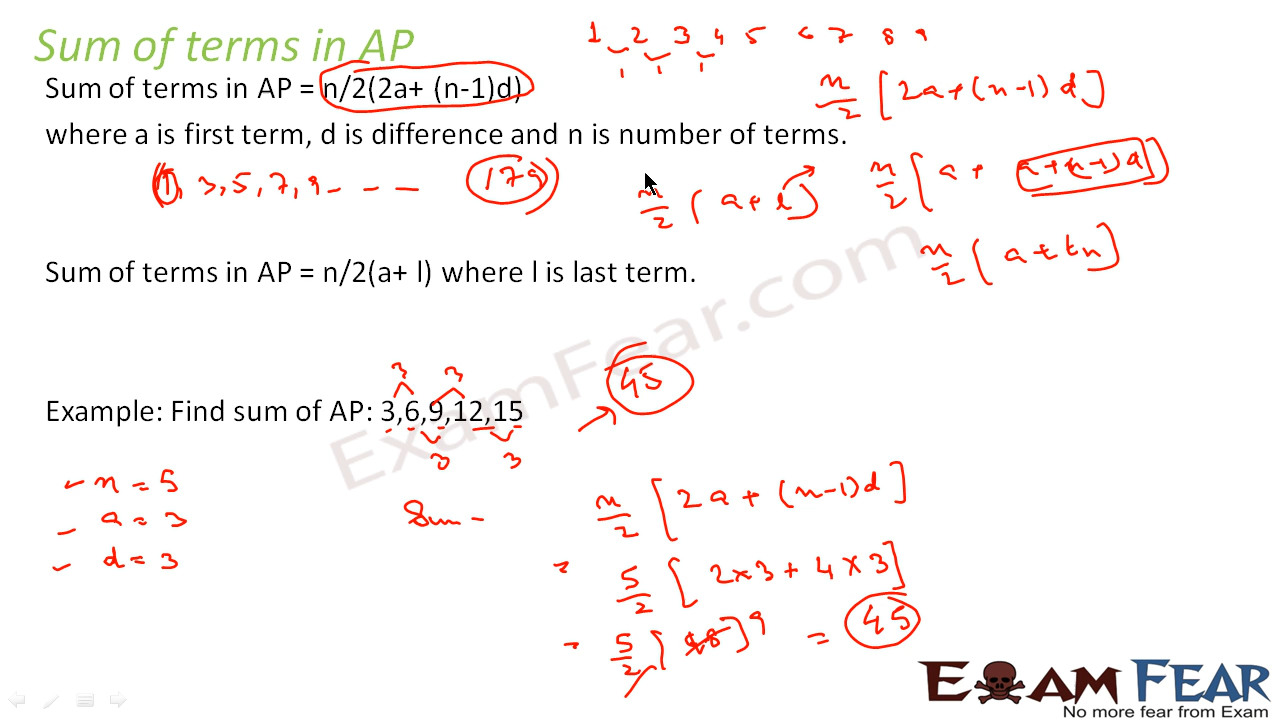 Sum of terms in AP
1 2 3 4 5 6 7 8 9
1 1 1
Sum of terms in AP = n/2(2a+ (n-1)d)
n/2 [2a+(n-1)d]
where a is first term, d is difference and n is number of terms.
1, 3, 5, 7, 9 - - - 179
n/2 (a+l)
n/2 [a + a+(n-1)d]
n/2 [a+tn]
Sum of terms in AP = n/2(a+ l) where l is last term.
ExamFear.com
3 3
45
Example: Find sum of AP: 3,6,9,12,15
3 3
n = 5
a = 3
d = 3
Sum =
n/2 [2a+(n-1)d]
= 5/2 [2x3+4x3]
= 5/2 [18] 9 = 45
EXAM FEAR
No more fear from Exam